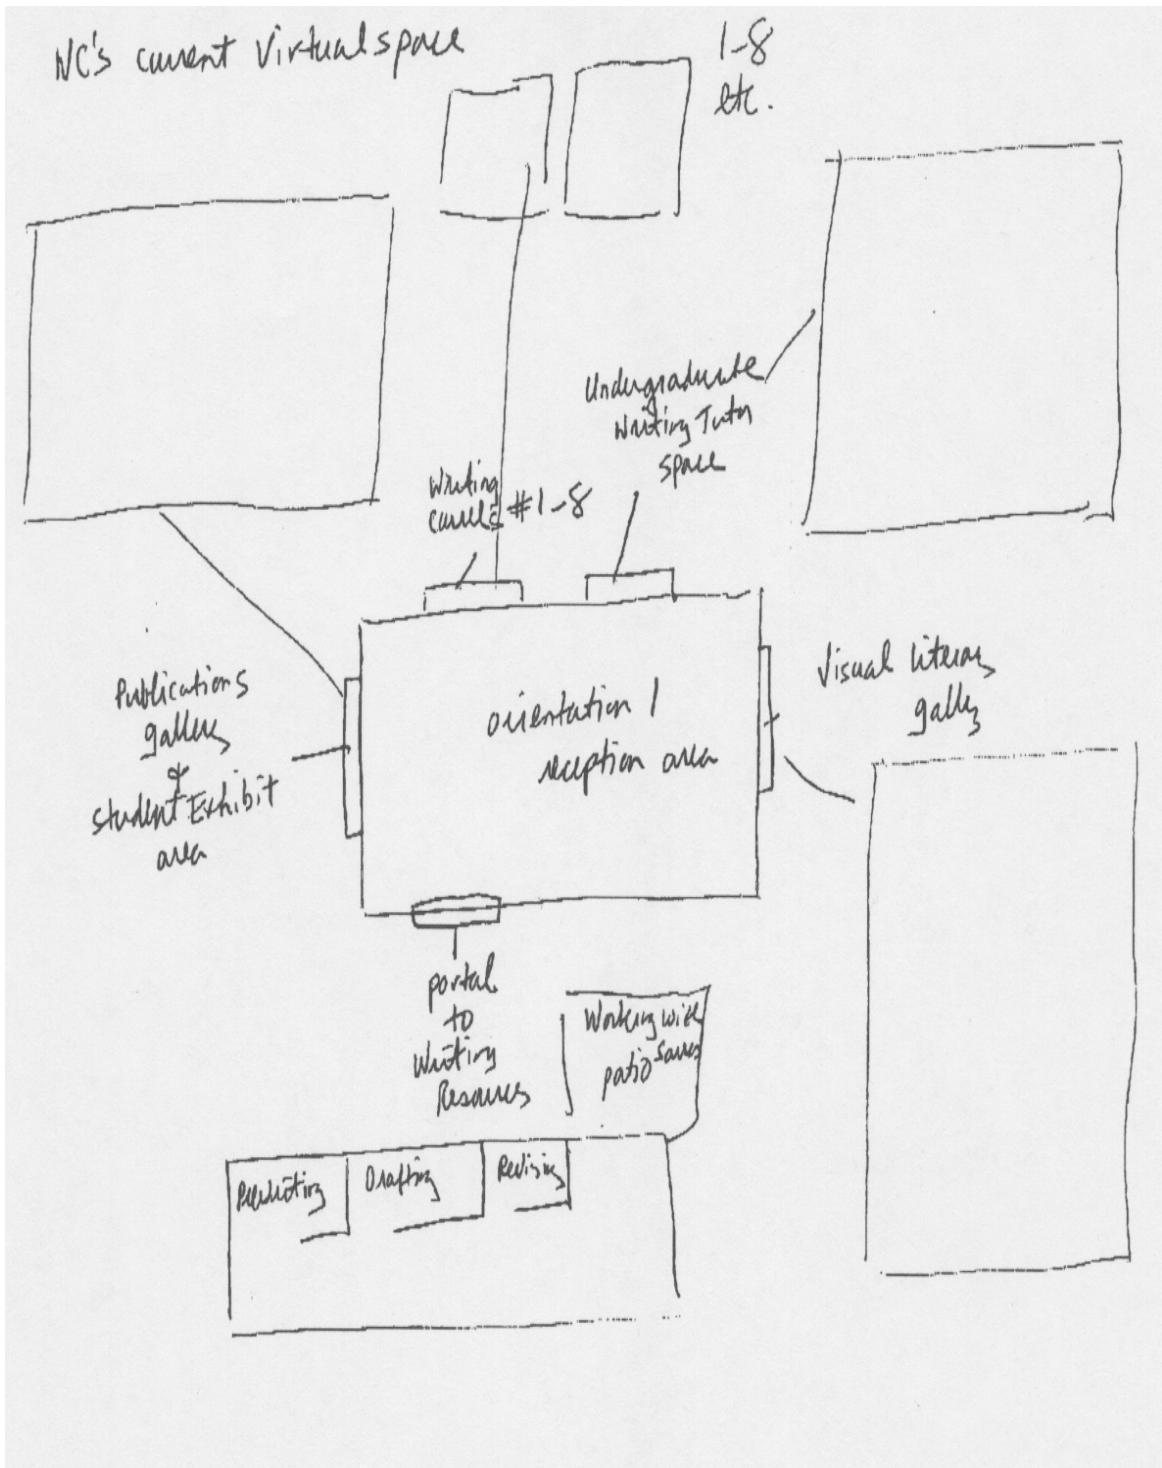 NC's current Virtual space
1-8
etc.
Undergraduate
Writing Tutor
space
Writing
Carrels #1-8
Publications
gallery
&
Student Exhibit
area
orientation /
reception area
Visual literacy
gallery
portal
to
Writing
Resources
Working with
Sources
patio
Prewriting
Drafting
Revising